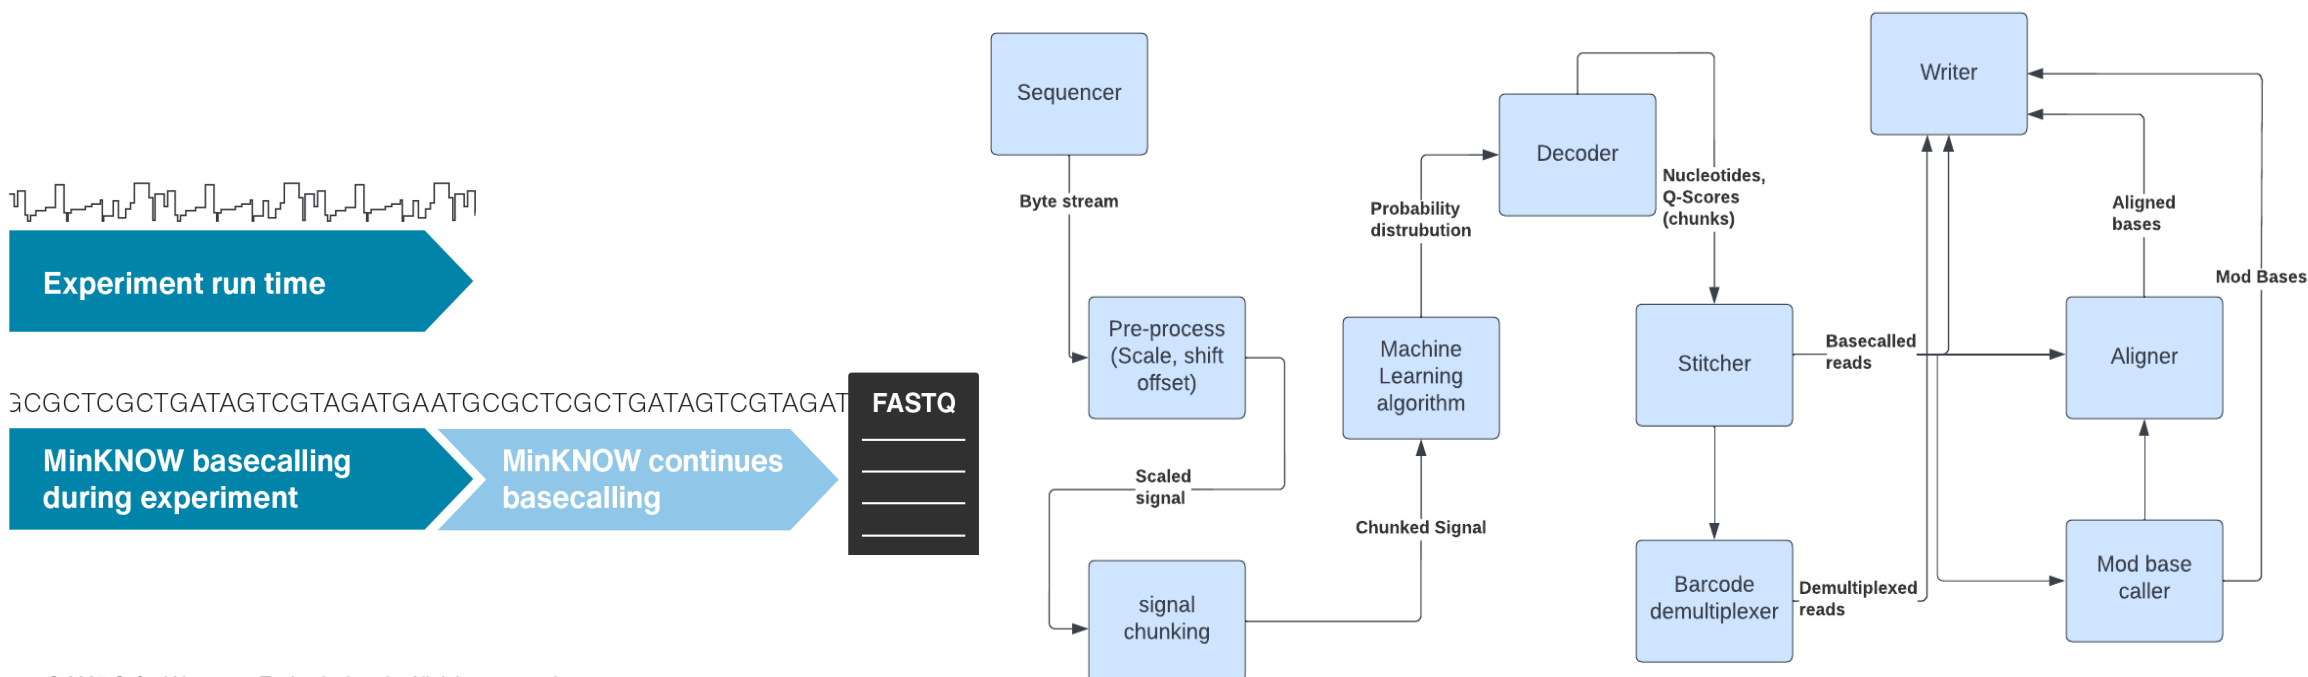 Experiment run time
GCGCTCGCTGATAGTCGTAGATGAATGCGCTCGCTGATAGTCGTAGAT
FASTQ
MinKNOW basecalling
during experiment
MinKNOW continues
basecalling
Sequencer
Byte stream
Pre-process
(Scale, shift
offset)
Scaled
signal
signal
chunking
Chunked Signal
Machine
Learning
algorithm
Probability
distrubution
Decoder
Nucleotides,
Q-Scores
(chunks)
Stitcher
Basecalled
reads
Barcode
demultiplexer
Demultiplexed
reads
Writer
Aligned
bases
Mod Bases
Aligner
Mod base
caller